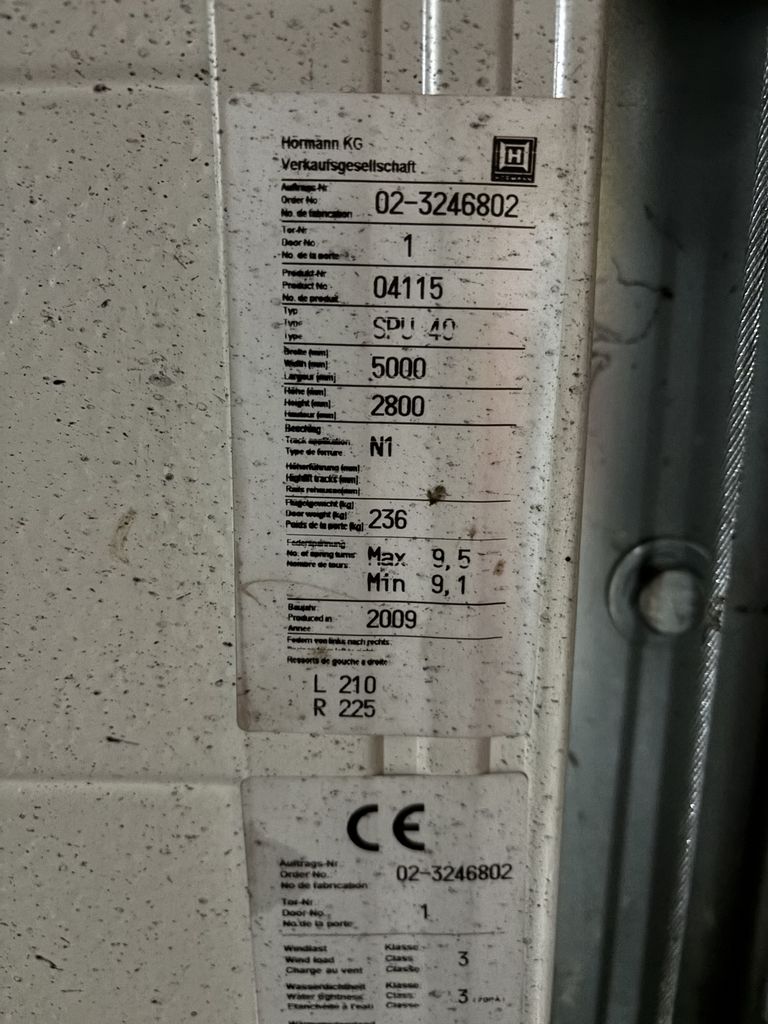 Hörmann KG
Verkaufsgesellschaft
H
HÖRMANN
Auftrags-Nr.
Order No.
No. de fabrication
02-3246802
Tor-Nr.
Door No.
No. de la porte
1
Produkt-Nr.
Product No.
No. de produit
04115
Typ
Type
Type
SPU 40
Breite (mm)
Width (mm)
Largeur (mm)
5000
Höhe (mm)
Height (mm)
Hauteur (mm)
2800
Beschlag
Track application
Type de ferrure
N1
Höherführung (mm)
Highlift tracks (mm)
Rails rehausse (mm)
Flügelgewicht (kg)
Door weight (kg)
Poids de la porte (kg)
236
Federspannung
No. of spring turns
Nombre de tours
Max 9,5
Min 9,1
Baujahr
Produced in
Année
2009
Federn von links nach rechts
Ressorts de gauche a droite
L 210
R 225
CE
Auftrags-Nr.
Order No.
No de fabrication
02-3246802
Tor-Nr.
Door No.
No. de la porte
1
Windlast
Wind load
Charge au vent
Klasse
Class
Classe
3
Wasserdichtheit
Water tightness
Etanchéité à l'eau
Klasse
Class
Classe
3